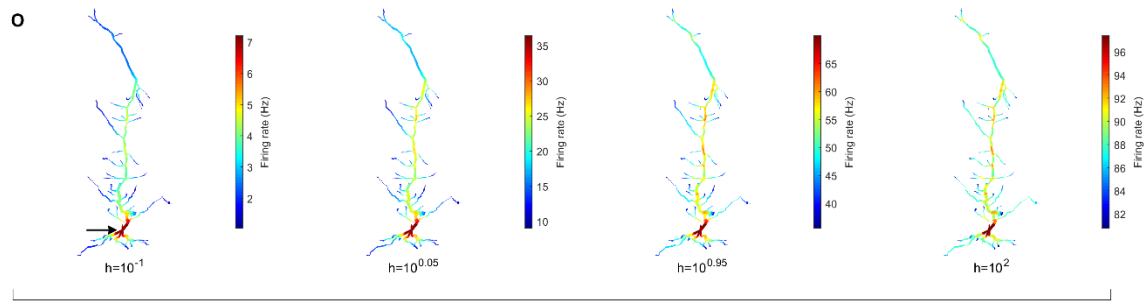 o
7
6
5
4
3
2
Firing rate (Hz)
h=10^-1
35
30
25
20
15
10
Firing rate (Hz)
h=10^0.05
65
60
55
50
45
40
Firing rate (Hz)
h=10^0.95
96
94
92
90
88
86
84
82
Firing rate (Hz)
h=10^2